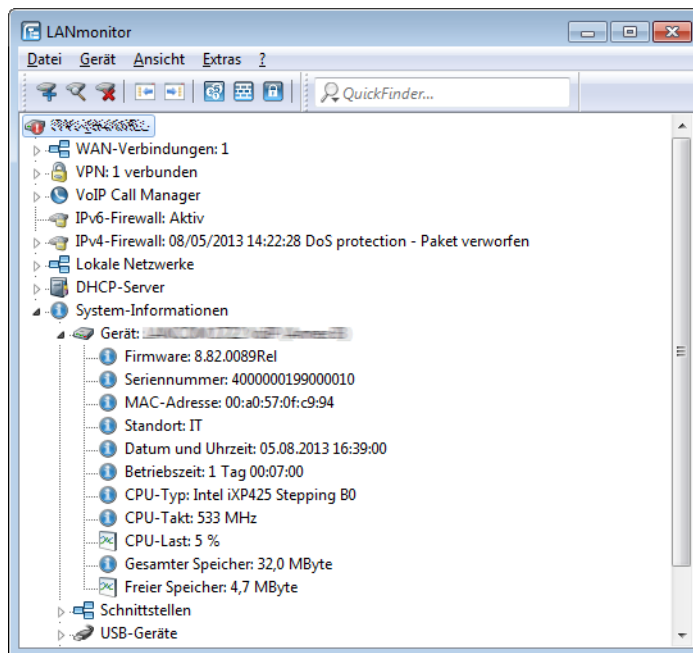 LANmonitor
Datei Gerät Ansicht Extras ?
QuickFinder...
WAN-Verbindungen: 1
VPN: 1 verbunden
VoIP Call Manager
IPv6-Firewall: Aktiv
IPv4-Firewall: 08/05/2013 14:22:28 DoS protection - Paket verworfen
Lokale Netzwerke
DHCP-Server
System-Informationen
Gerät:
Firmware: 8.82.0089Rel
Seriennummer: 4000000199000010
MAC-Adresse: 00:a0:57:0f:c9:94
Standort: IT
Datum und Uhrzeit: 05.08.2013 16:39:00
Betriebszeit: 1 Tag 00:07:00
CPU-Typ: Intel iXP425 Stepping B0
CPU-Takt: 533 MHz
CPU-Last: 5 %
Gesamter Speicher: 32,0 MByte
Freier Speicher: 4,7 MByte
Schnittstellen
USB-Geräte